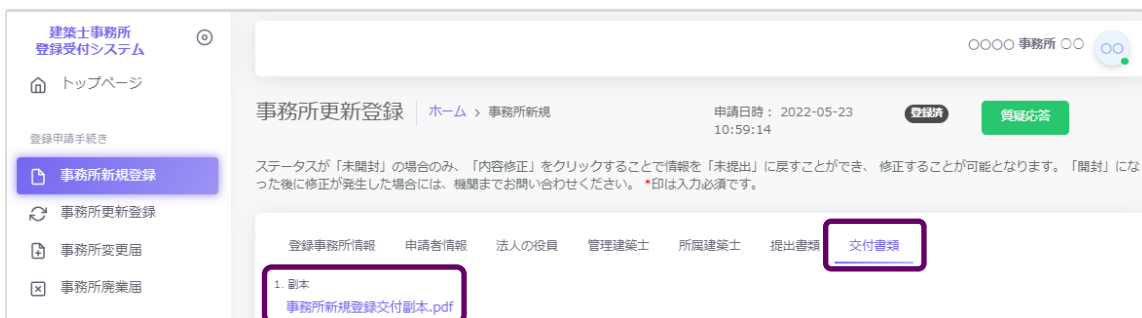 建築士事務所
登録受付システム
トップページ
登録申請手続き
事務所新規登録
事務所更新登録
事務所変更届
事務所廃業届
〇〇〇〇 事務所 〇〇
〇〇
事務所更新登録
ホーム › 事務所新規
申請日時： 2022-05-23
10:59:14
登録済
質疑応答
ステータスが「未開封」の場合のみ、「内容修正」をクリックすることで情報を「未提出」に戻すことができ、 修正することが可能となります。「開封」にな
った後に修正が発生した場合には、機関までお問い合わせください。 *印は入力必須です。
登録事務所情報 申請者情報 法人の役員 管理建築士 所属建築士 提出書類 交付書類
1. 副本
事務所新規登録交付副本.pdf